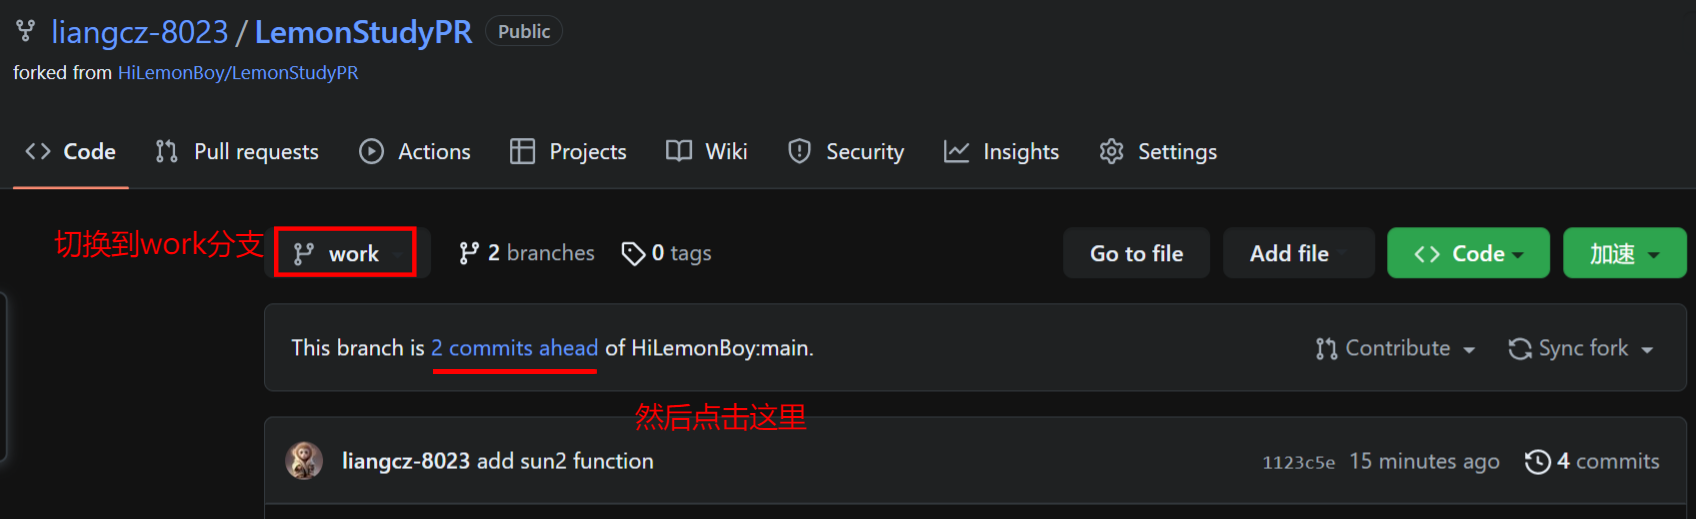 liangcz-8023 / LemonStudyPR Public
forked from HiLemonBoy/LemonStudyPR
Code Pull requests Actions Projects Wiki Security Insights Settings
切换到work分支 work 2 branches 0 tags Go to file Add file Code 加速
This branch is 2 commits ahead of HiLemonBoy:main. Contribute Sync fork
然后点击这里
liangcz-8023 add sun2 function 1123c5e 15 minutes ago 4 commits